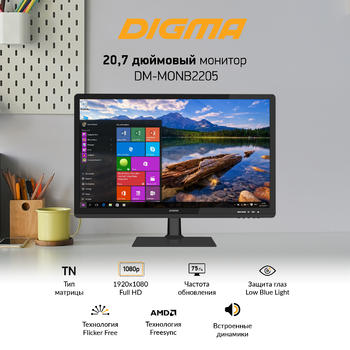 DIGMA
20,7 дюймовый монитор
DM-MONB2205
TN
Тип
матрицы
1080p
1920x1080
Full HD
75 Гц
Частота
обновления
Защита глаз
Low Blue Light
Технология
Flicker Free
AMD
Технология
Freesync
Встроенные
динамики